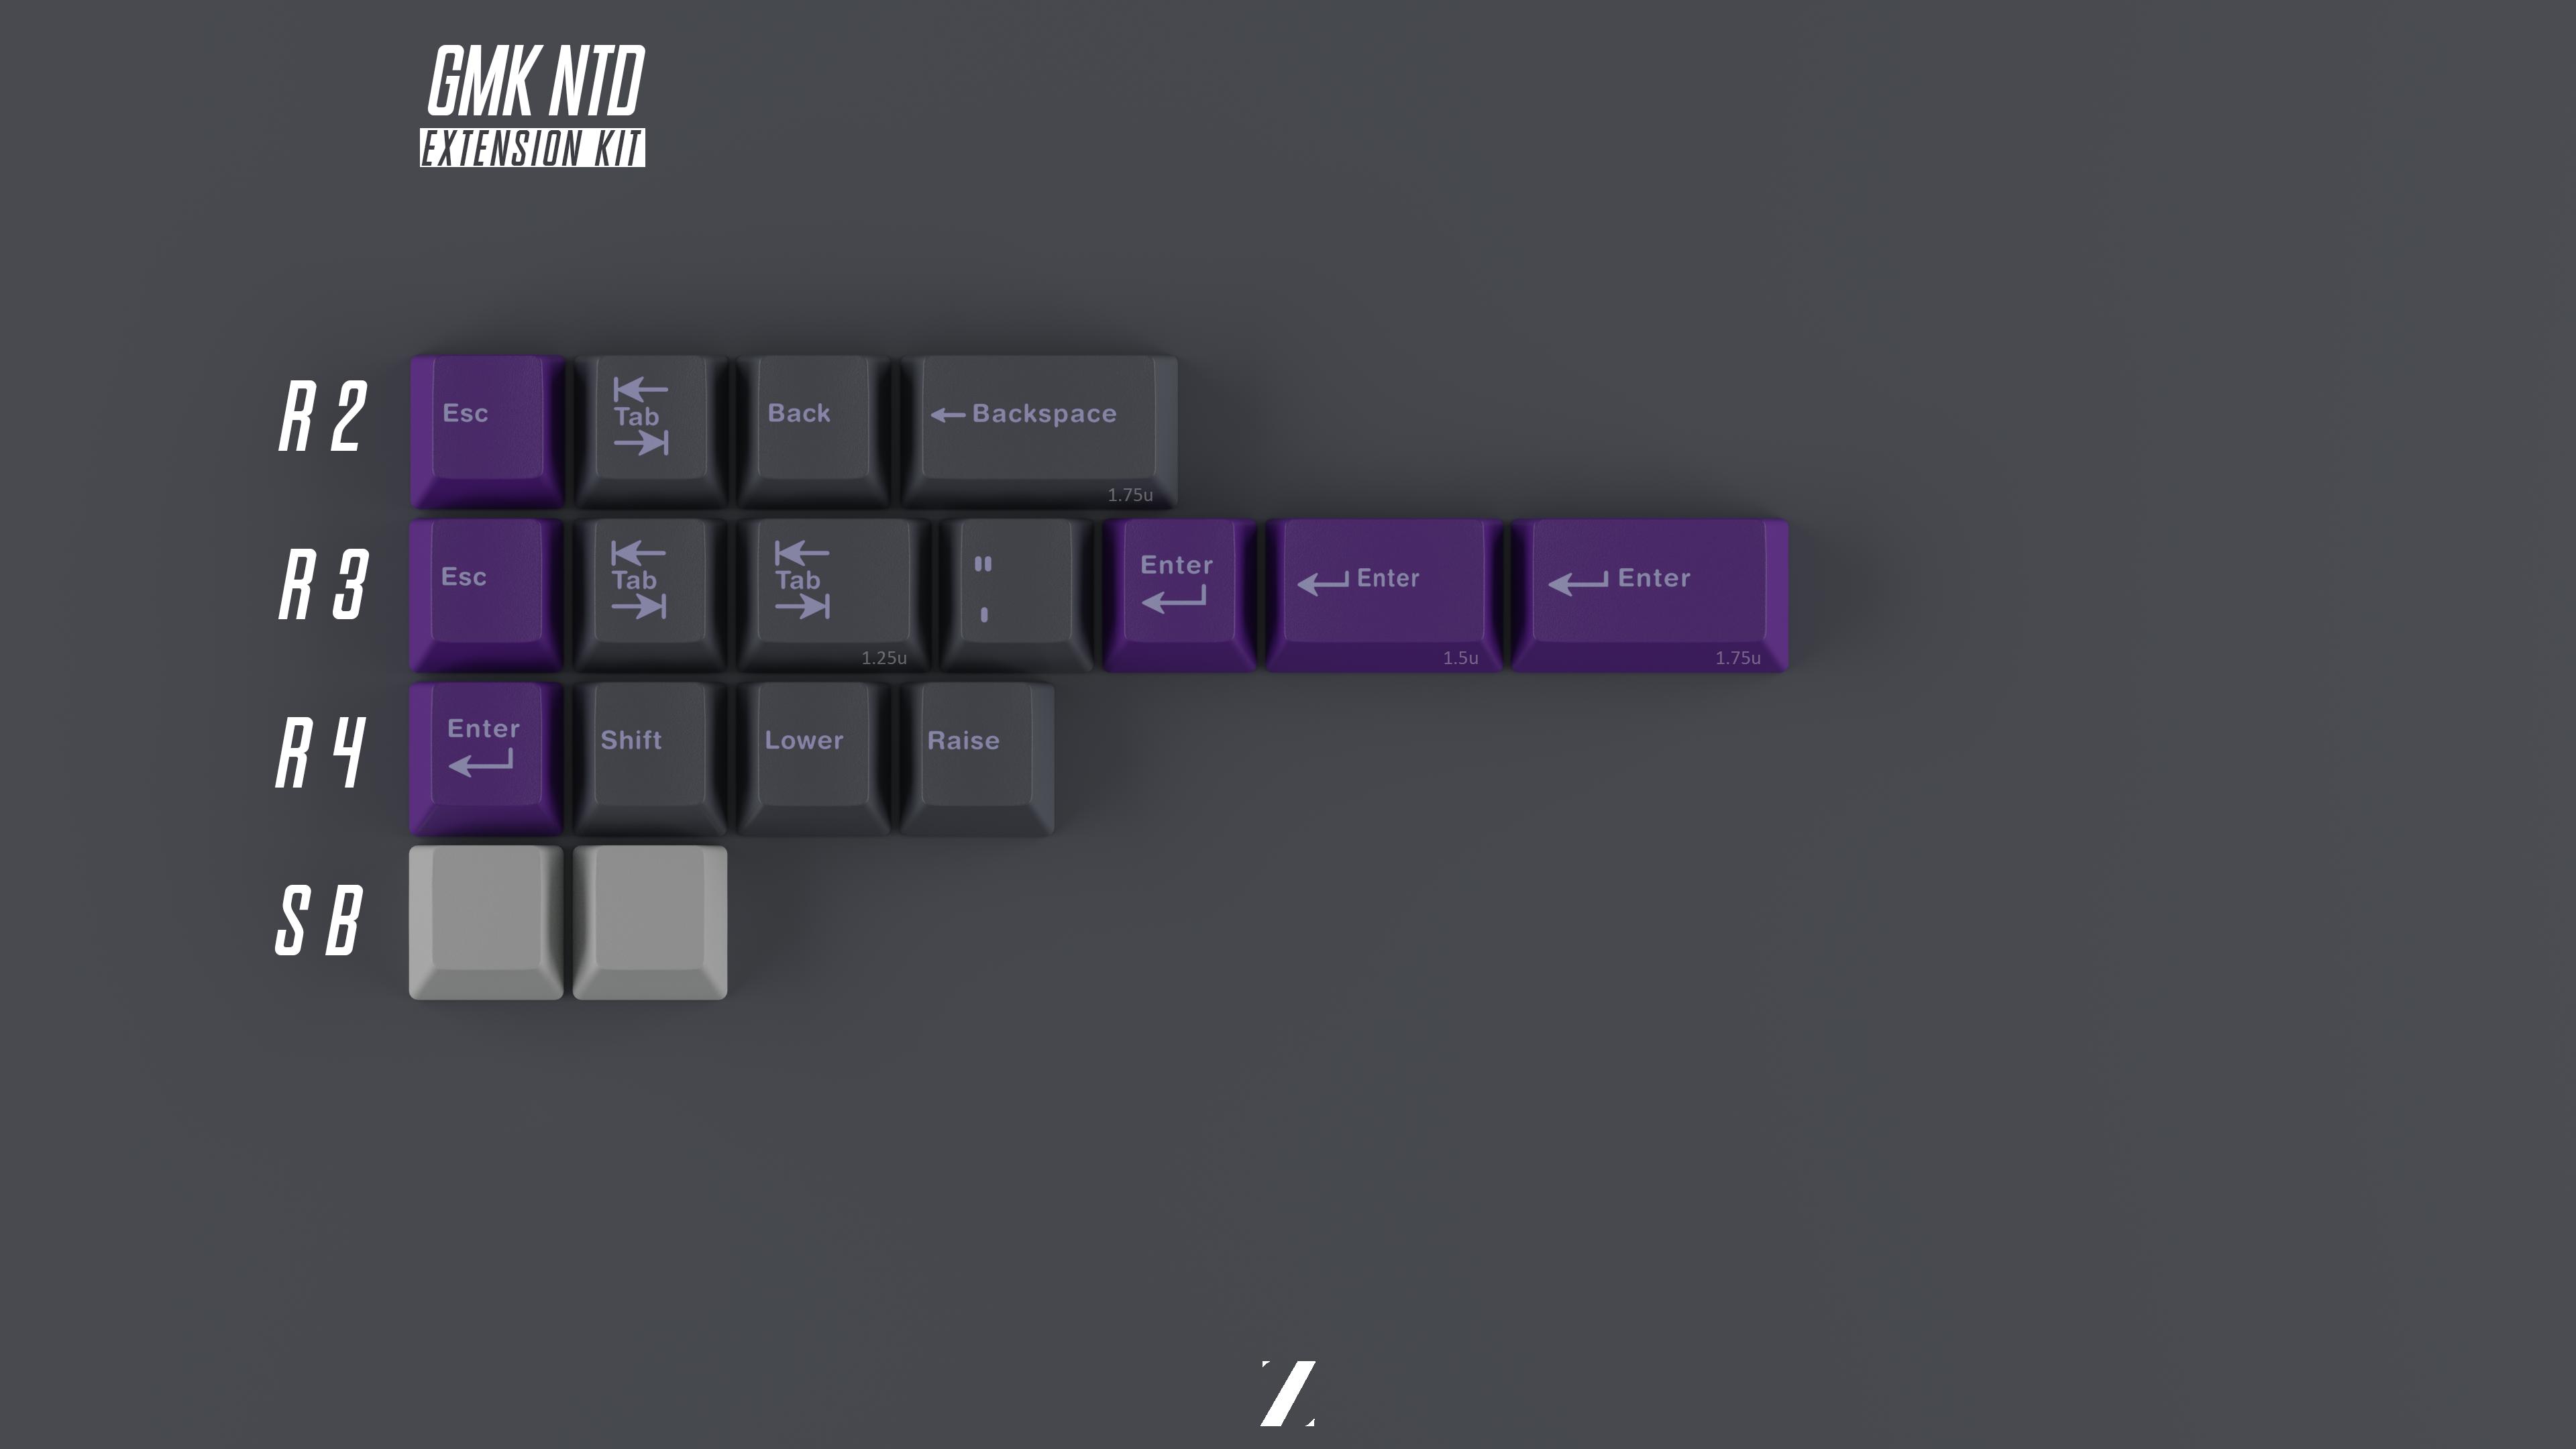 GMK NTD
EXTENSION KIT
R2
Esc
Tab
Back
Backspace
1.75u
R3
Esc
Tab
Tab
1.25u
"
'
Enter
Enter
1.5u
Enter
1.75u
R4
Enter
Shift
Lower
Raise
SB
Z